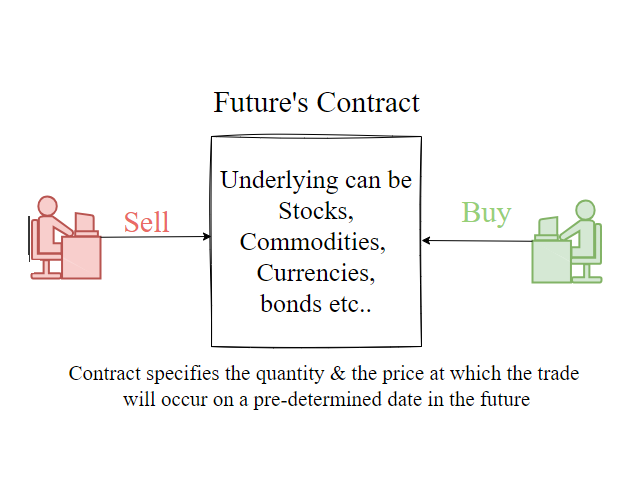 Future's Contract
Underlying can be
Stocks,
Commodities,
Currencies,
bonds etc..
Sell
Buy
Contract specifies the quantity & the price at which the trade
will occur on a pre-determined date in the future